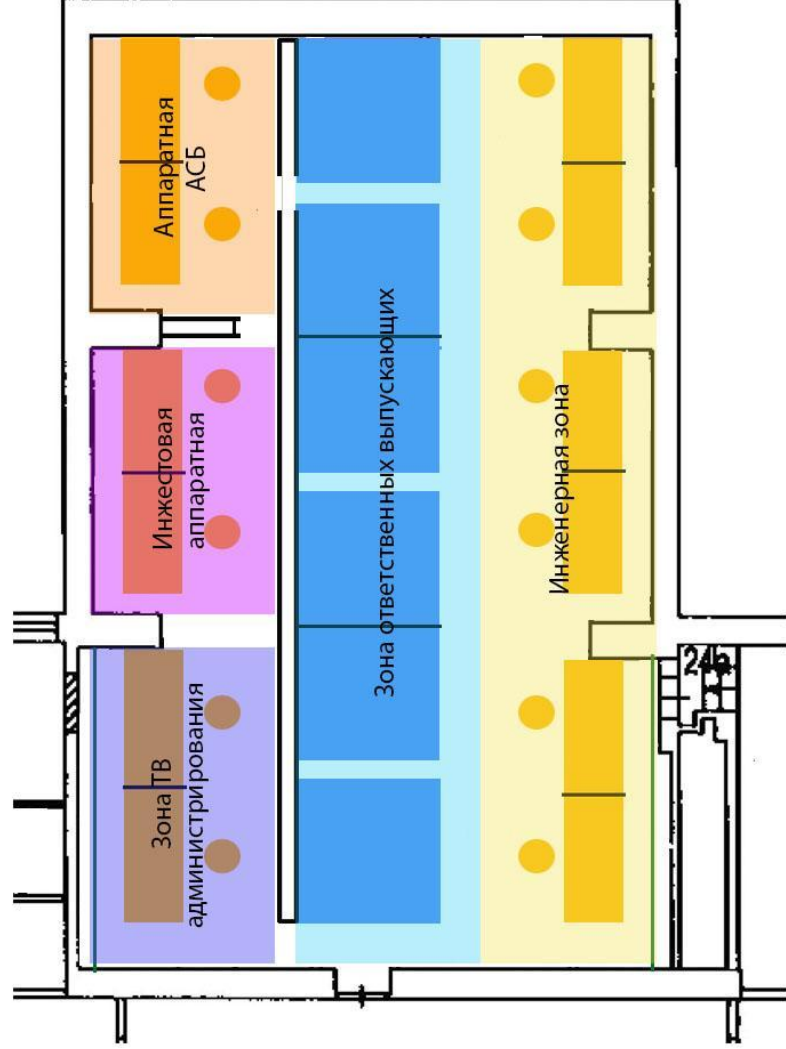 Аппаратная
АСБ
Инжестовая
аппаратная
Зона ТВ
администрирования
Зона ответственных выпускающих
Инженерная зона
24б